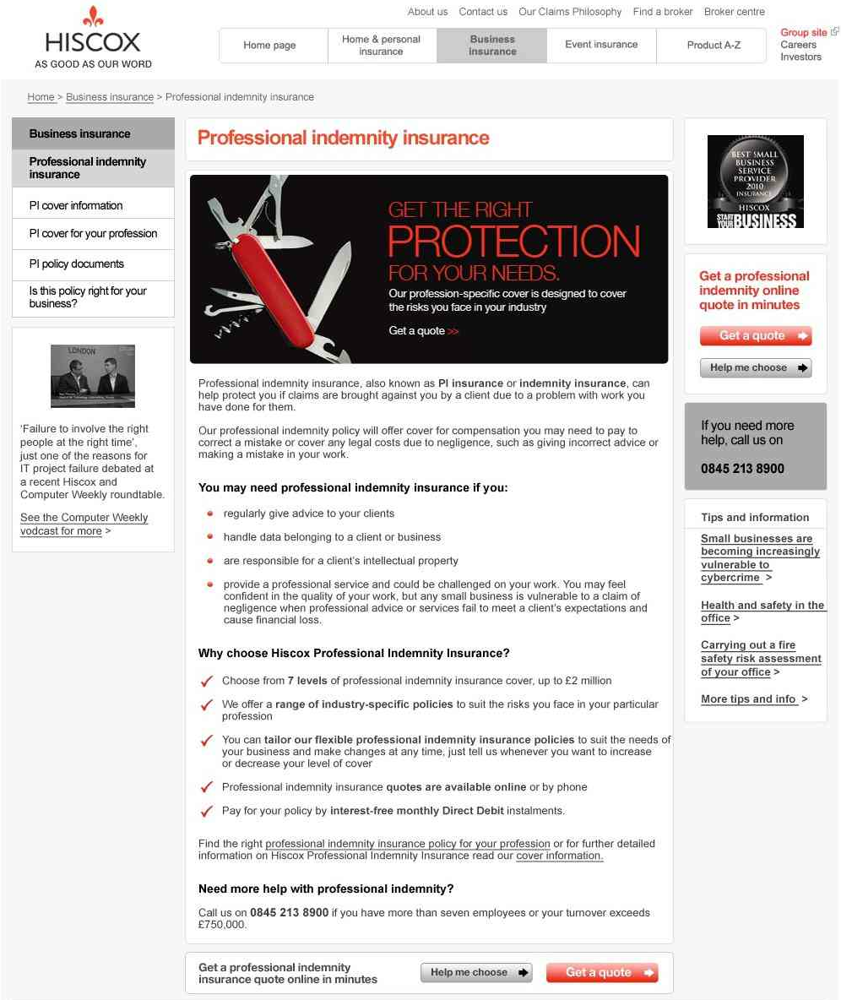 About us Contact us Our Claims Philosophy Find a broker Broker centre
HISCOX
AS GOOD AS OUR WORD
Home page
Home & personal
insurance
Business
insurance
Event insurance
Product A-Z
Group site
Careers
Investors
Home > Business insurance > Professional indemnity insurance
Business insurance
Professional indemnity
insurance
PI cover information
PI cover for your profession
PI policy documents
Is this policy right for your
business?
LONDON
'Failure to involve the right
people at the right time',
just one of the reasons for
IT project failure debated at
a recent Hiscox and
Computer Weekly roundtable.
See the Computer Weekly
vodcast for more >
Professional indemnity insurance
GET THE RIGHT
PROTECTION
FOR YOUR NEEDS.
Our profession-specific cover is designed to cover
the risks you face in your industry
Get a quote >>
Professional indemnity insurance, also known as PI insurance or indemnity insurance, can
help protect you if claims are brought against you by a client due to a problem with work you
have done for them.
Our professional indemnity policy will offer cover for compensation you may need to pay to
correct a mistake or cover any legal costs due to negligence, such as giving incorrect advice or
making a mistake in your work.
You may need professional indemnity insurance if you:
regularly give advice to your clients
handle data belonging to a client or business
are responsible for a client's intellectual property
provide a professional service and could be challenged on your work. You may feel
confident in the quality of your work, but any small business is vulnerable to a claim of
negligence when professional advice or services fail to meet a client's expectations and
cause financial loss.
Why choose Hiscox Professional Indemnity Insurance?
Choose from 7 levels of professional indemnity insurance cover, up to £2 million
We offer a range of industry-specific policies to suit the risks you face in your particular
profession
You can tailor our flexible professional indemnity insurance policies to suit the needs of
your business and make changes at any time, just tell us whenever you want to increase
or decrease your level of cover
Professional indemnity insurance quotes are available online or by phone
Pay for your policy by interest-free monthly Direct Debit instalments.
Find the right professional indemnity insurance policy for your profession or for further detailed
information on Hiscox Professional Indemnity Insurance read our cover information.
Need more help with professional indemnity?
Call us on 0845 213 8900 if you have more than seven employees or your turnover exceeds
£750,000.
Get a professional indemnity
insurance quote online in minutes
Help me choose
Get a quote
BEST SMALL
BUSINESS
SERVICE
PROVIDER
2010
INSURANCE
HISCOX
START
YOUR BUSINESS
Get a professional
indemnity online
quote in minutes
Get a quote
Help me choose
If you need more
help, call us on
0845 213 8900
Tips and information
Small businesses are
becoming increasingly
vulnerable to
cybercrime >
Health and safety in the
office >
Carrying out a fire
safety risk assessment
of your office >
More tips and info >